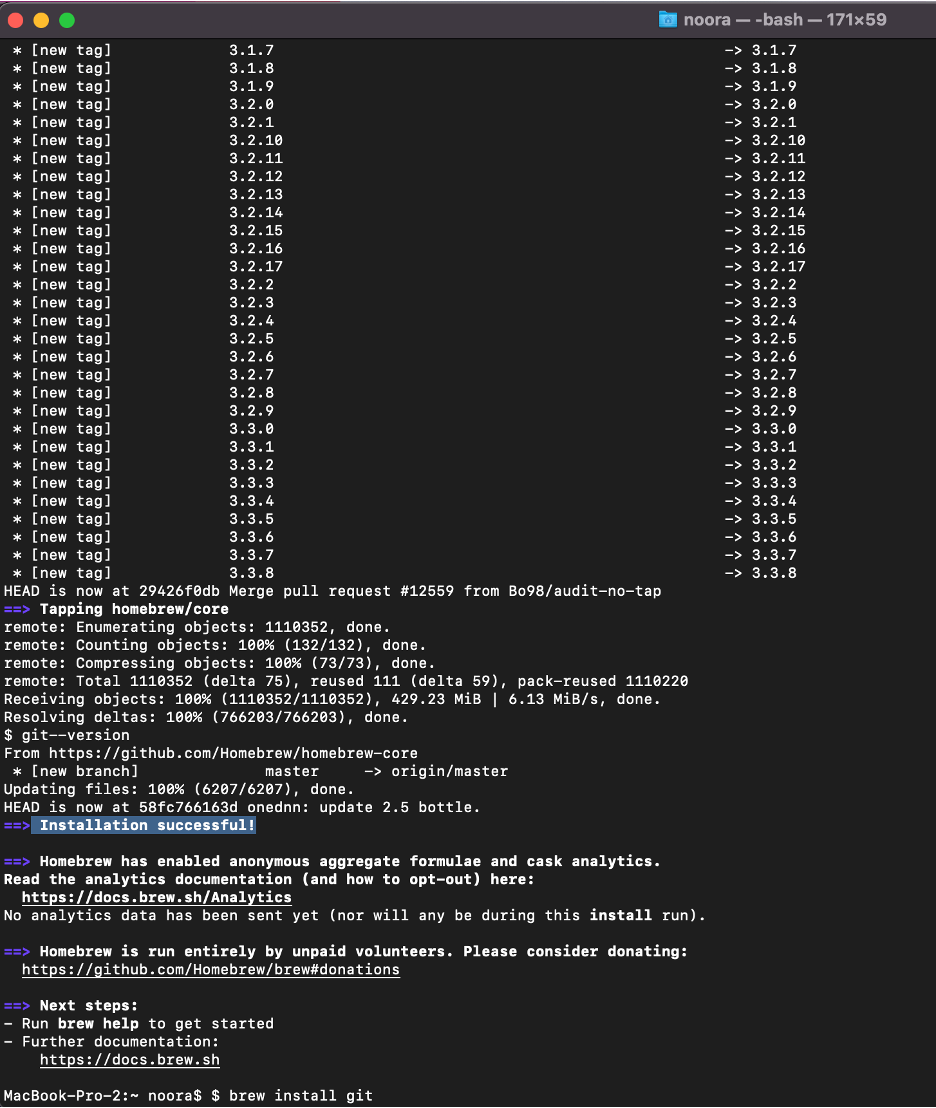 noora — -bash — 171×59
* [new tag] 3.1.7 -> 3.1.7
* [new tag] 3.1.8 -> 3.1.8
* [new tag] 3.1.9 -> 3.1.9
* [new tag] 3.2.0 -> 3.2.0
* [new tag] 3.2.1 -> 3.2.1
* [new tag] 3.2.10 -> 3.2.10
* [new tag] 3.2.11 -> 3.2.11
* [new tag] 3.2.12 -> 3.2.12
* [new tag] 3.2.13 -> 3.2.13
* [new tag] 3.2.14 -> 3.2.14
* [new tag] 3.2.15 -> 3.2.15
* [new tag] 3.2.16 -> 3.2.16
* [new tag] 3.2.17 -> 3.2.17
* [new tag] 3.2.2 -> 3.2.2
* [new tag] 3.2.3 -> 3.2.3
* [new tag] 3.2.4 -> 3.2.4
* [new tag] 3.2.5 -> 3.2.5
* [new tag] 3.2.6 -> 3.2.6
* [new tag] 3.2.7 -> 3.2.7
* [new tag] 3.2.8 -> 3.2.8
* [new tag] 3.2.9 -> 3.2.9
* [new tag] 3.3.0 -> 3.3.0
* [new tag] 3.3.1 -> 3.3.1
* [new tag] 3.3.2 -> 3.3.2
* [new tag] 3.3.3 -> 3.3.3
* [new tag] 3.3.4 -> 3.3.4
* [new tag] 3.3.5 -> 3.3.5
* [new tag] 3.3.6 -> 3.3.6
* [new tag] 3.3.7 -> 3.3.7
* [new tag] 3.3.8 -> 3.3.8
HEAD is now at 29426f0db Merge pull request #12559 from Bo98/audit-no-tap
==> Tapping homebrew/core
remote: Enumerating objects: 1110352, done.
remote: Counting objects: 100% (132/132), done.
remote: Compressing objects: 100% (73/73), done.
remote: Total 1110352 (delta 75), reused 111 (delta 59), pack-reused 1110220
Receiving objects: 100% (1110352/1110352), 429.23 MiB | 6.13 MiB/s, done.
Resolving deltas: 100% (766203/766203), done.
$ git--version
From https://github.com/Homebrew/homebrew-core
* [new branch] master -> origin/master
Updating files: 100% (6207/6207), done.
HEAD is now at 58fc766163d onednn: update 2.5 bottle.
==> Installation successful!
==> Homebrew has enabled anonymous aggregate formulae and cask analytics.
Read the analytics documentation (and how to opt-out) here:
https://docs.brew.sh/Analytics
No analytics data has been sent yet (nor will any be during this install run).
==> Homebrew is run entirely by unpaid volunteers. Please consider donating:
https://github.com/Homebrew/brew#donations
==> Next steps:
- Run brew help to get started
- Further documentation:
https://docs.brew.sh
MacBook-Pro-2:~ noora$ $ brew install git